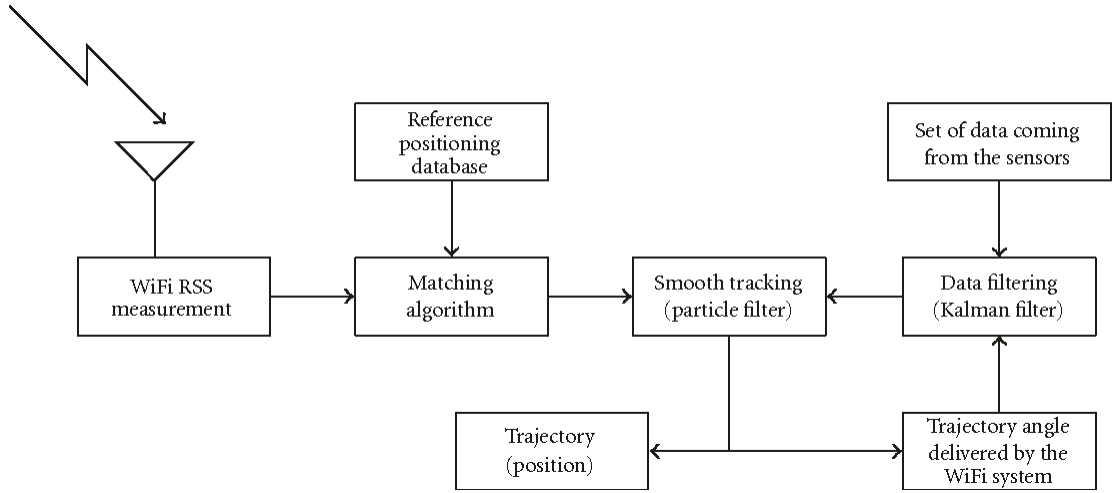 Reference
positioning
database
Set of data coming
from the sensors
WiFi RSS
measurement
Matching
algorithm
Smooth tracking
(particle filter)
Data filtering
(Kalman filter)
Trajectory
(position)
Trajectory angle
delivered by the
WiFi system